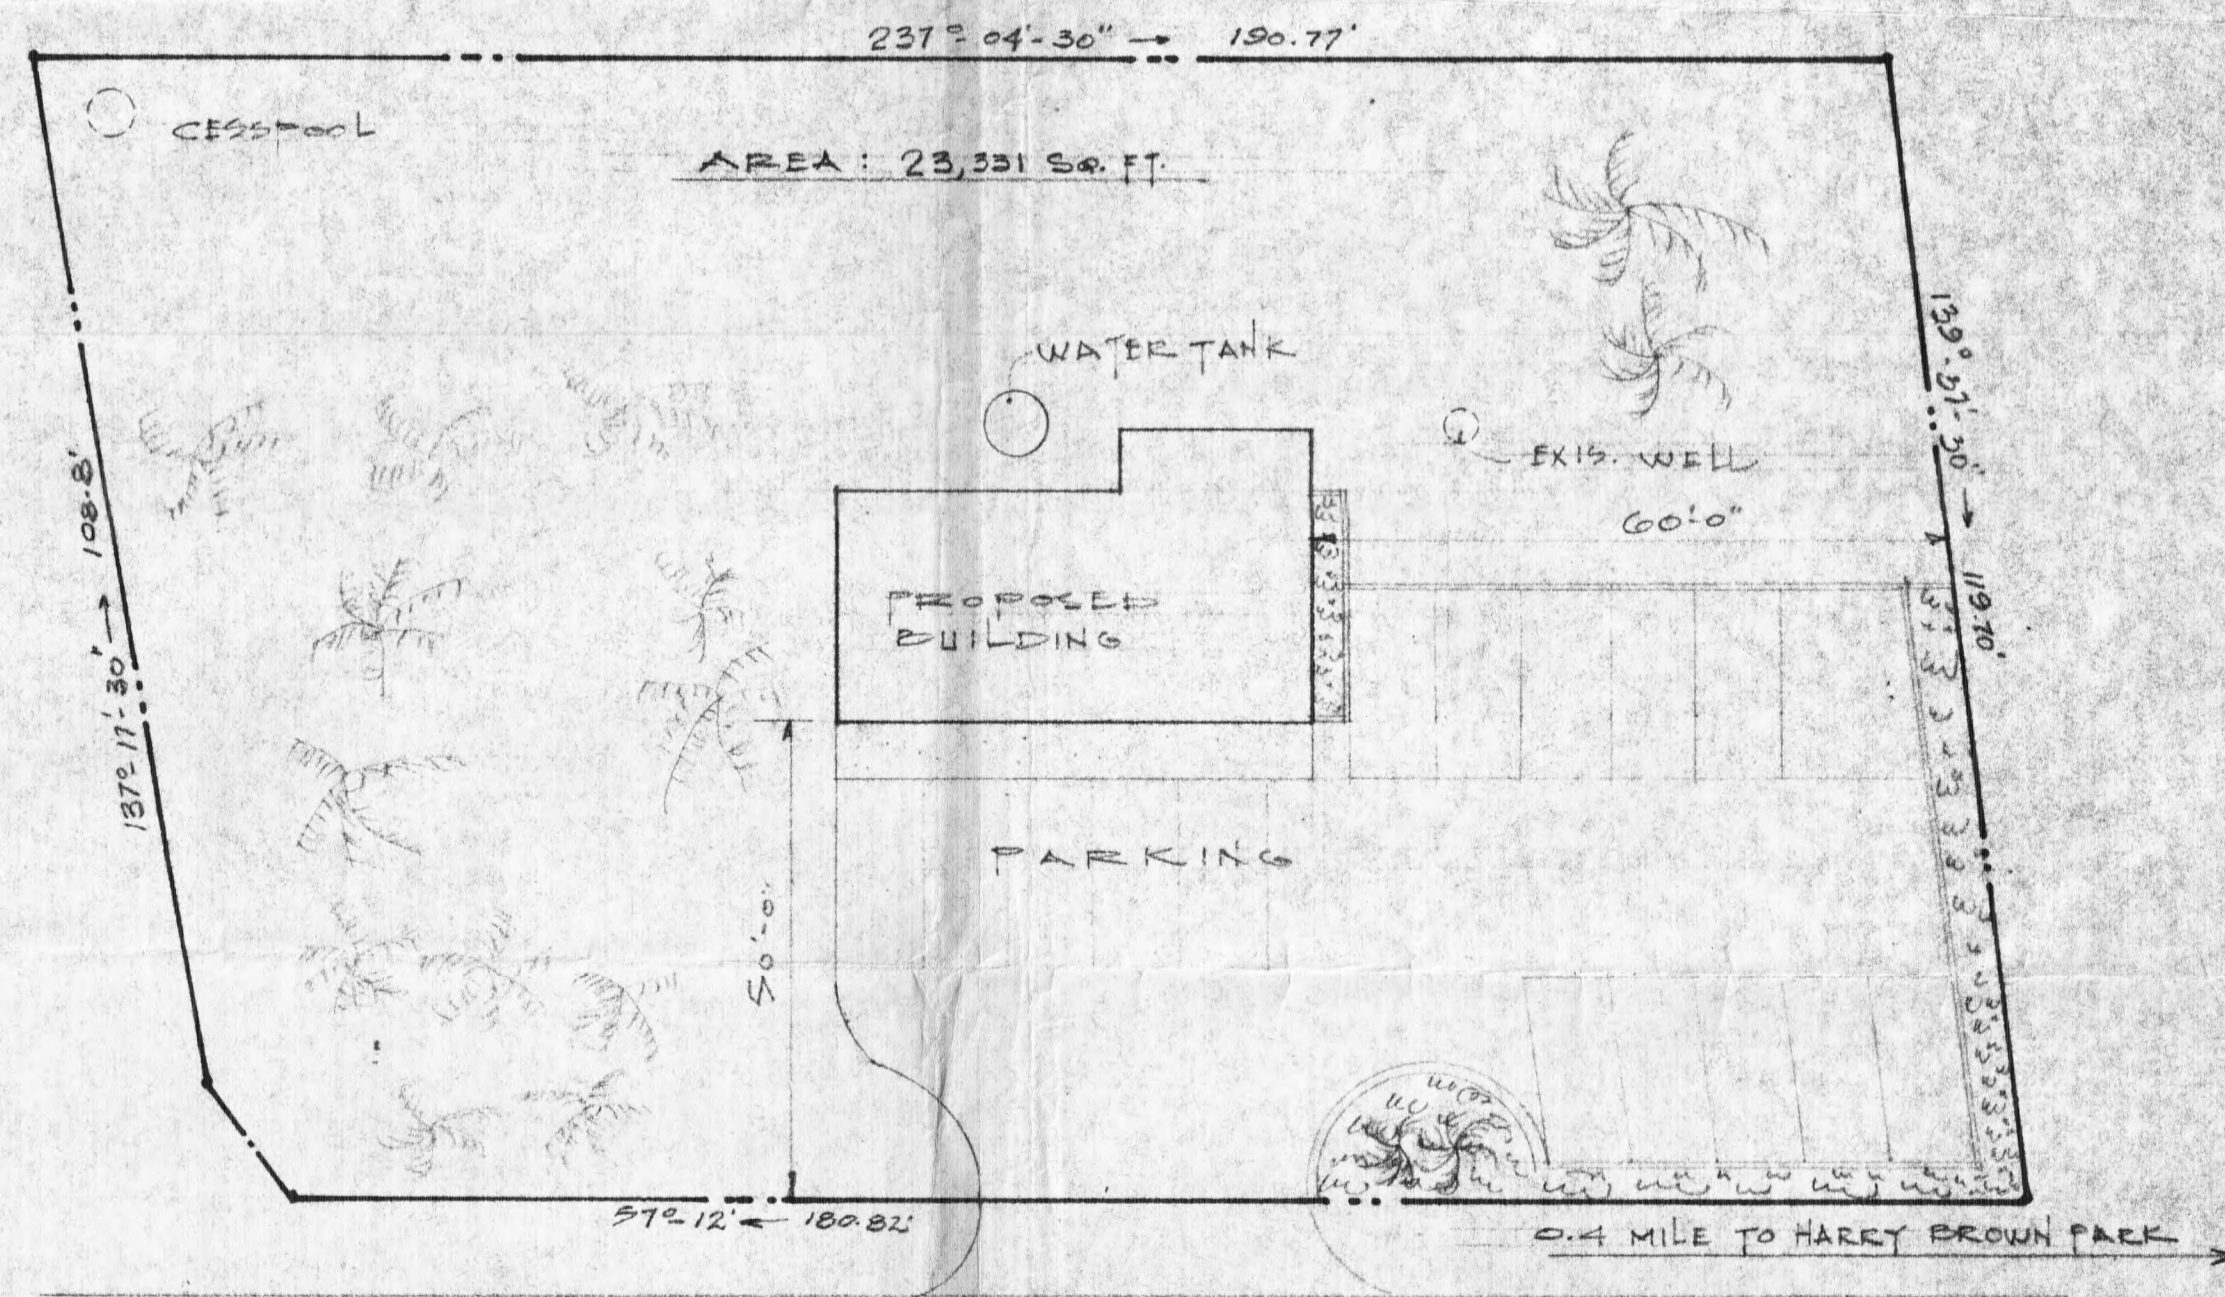 237°-04'-30" → 190.77'
CESSPOOL
AREA : 23,331 SQ. FT.
WATER TANK
EXIS. WELL
60'-0"
139°-37'-30" → 119.70'
137°-17'-30" → 108.8'
PROPOSED
BUILDING
PARKING
50'-0"
57°-12' ← 180.82'
0.4 MILE TO HARRY BROWN PARK